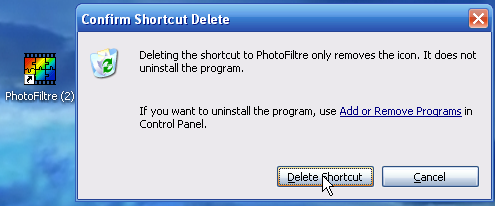 Confirm Shortcut Delete
Deleting the shortcut to PhotoFiltre only removes the icon. It does not
uninstall the program.
PhotoFiltre (2)
If you want to uninstall the program, use Add or Remove Programs in
Control Panel.
Delete Shortcut
Cancel